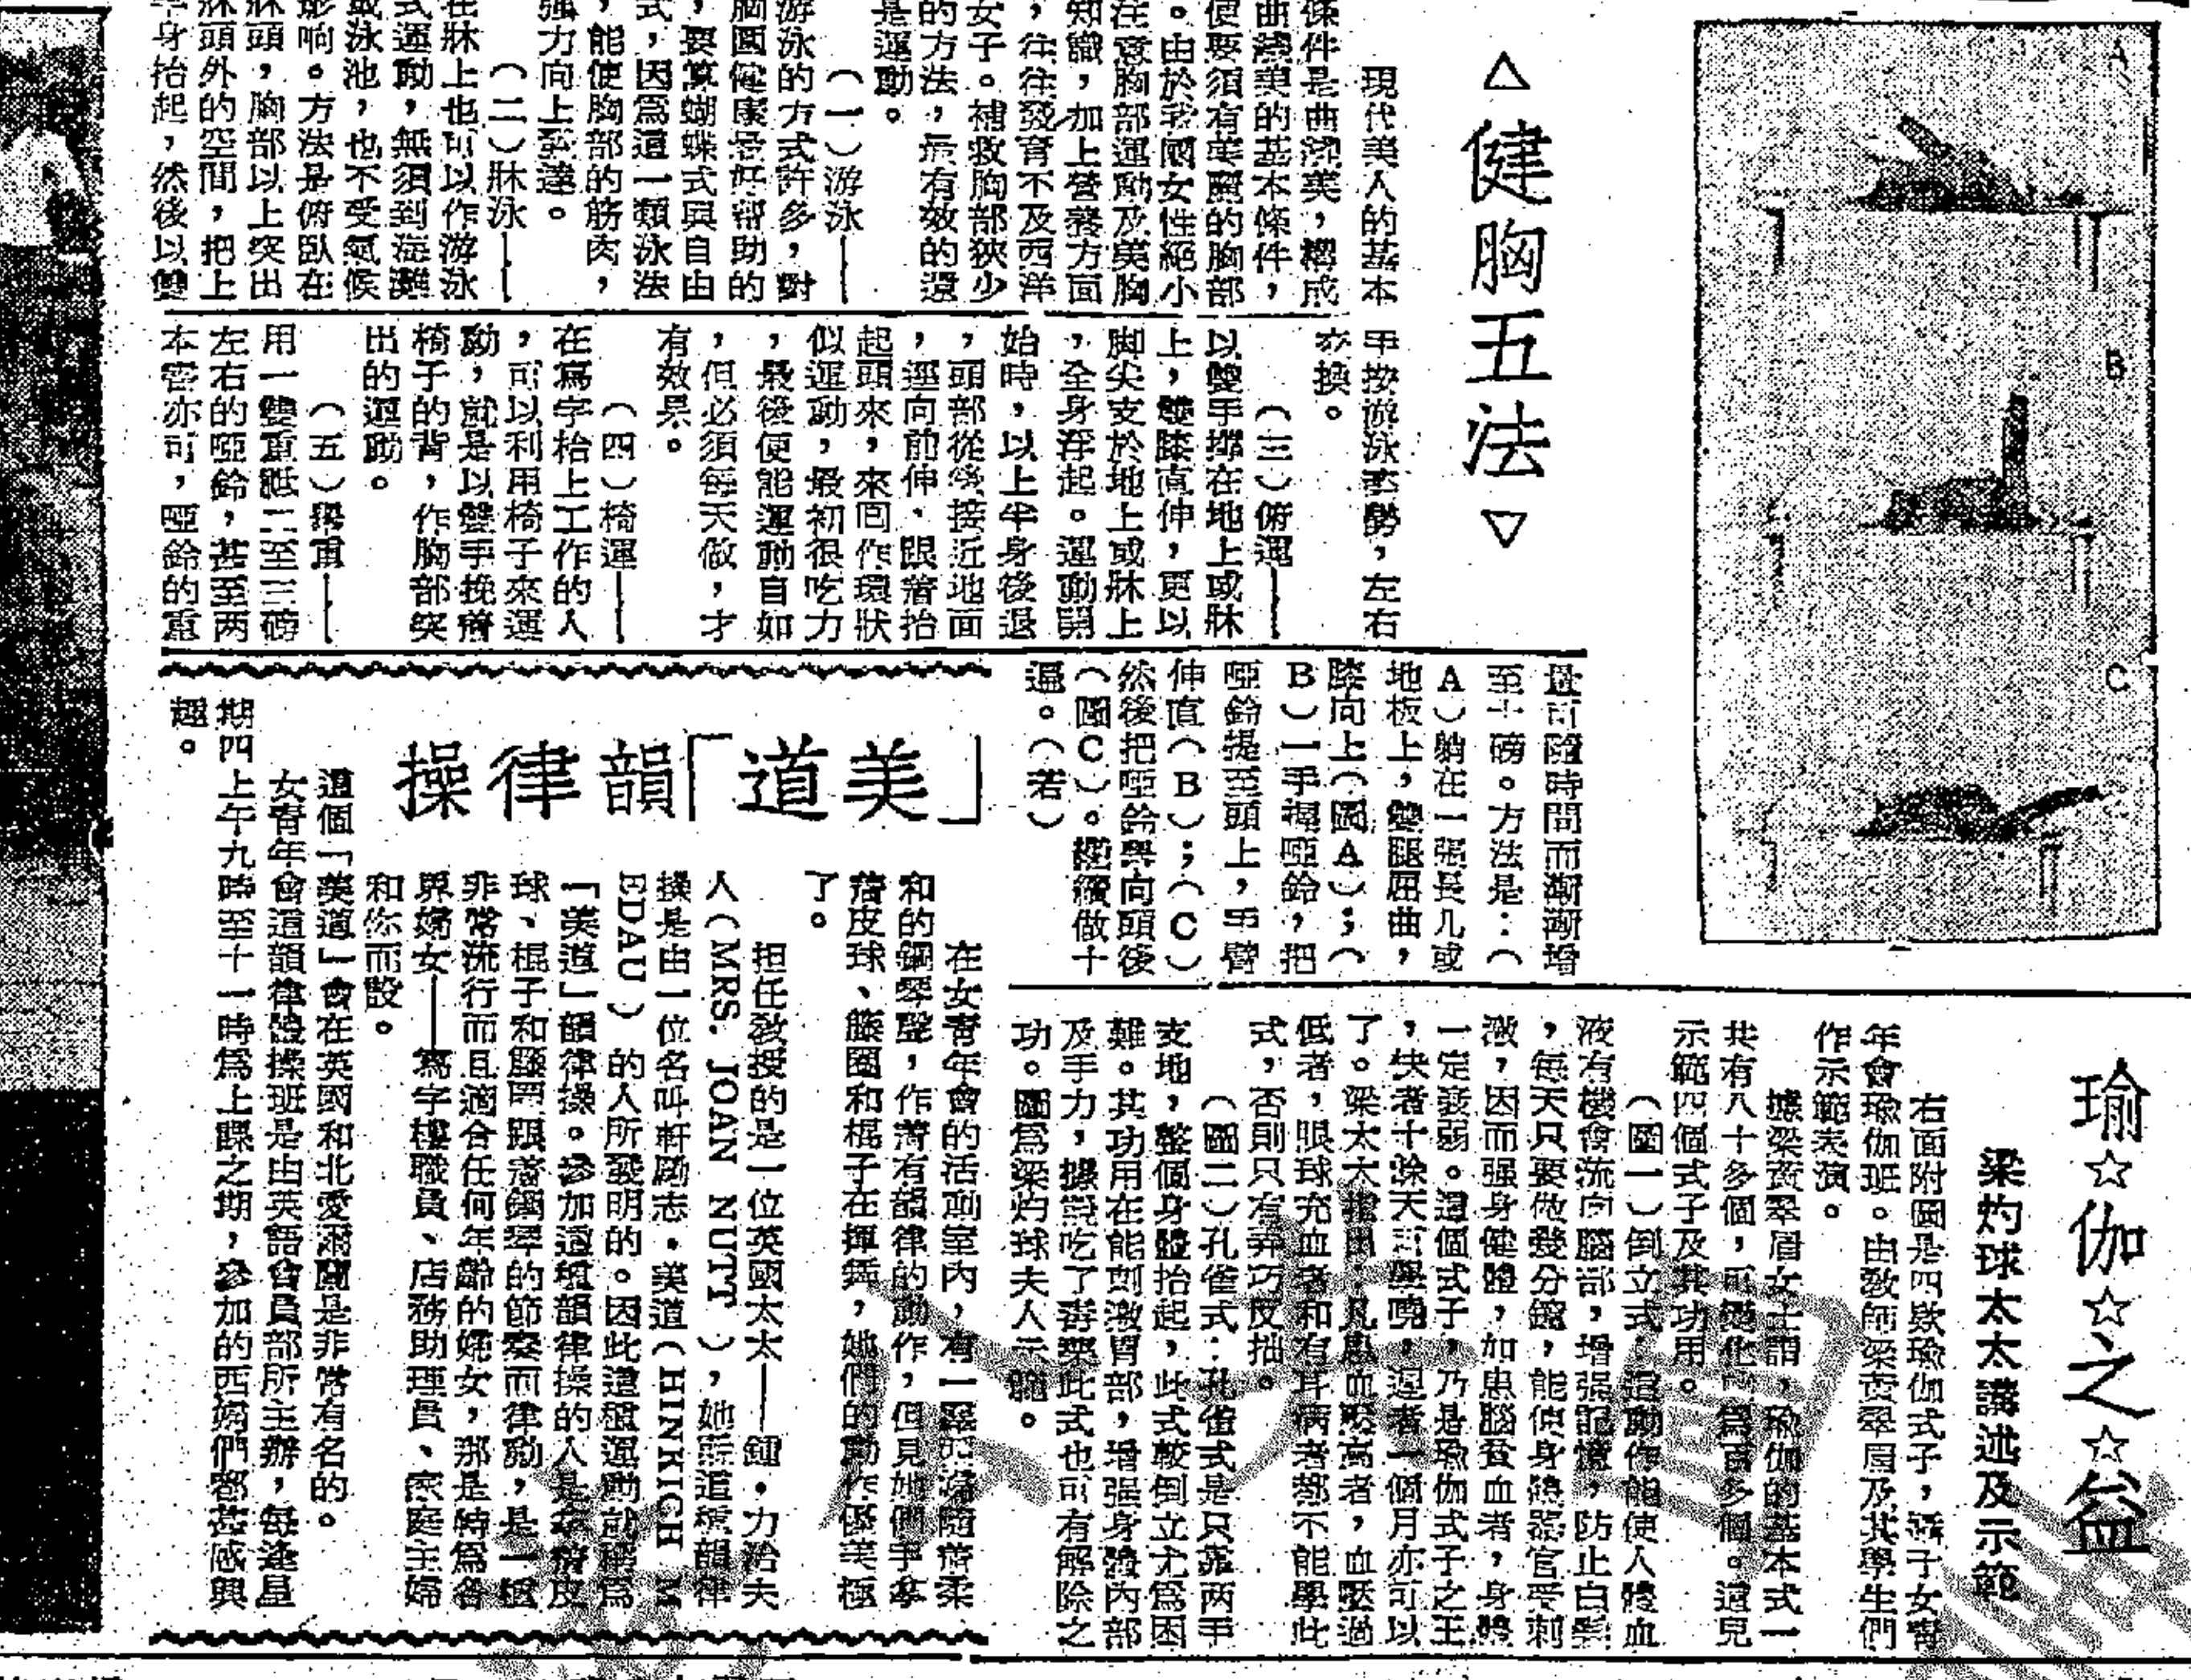 △健胸五法▽
現代美人的基本
條件是曲綫美,構成
曲綫美的基本條件,
便要須有美麗的胸部
。由於我國女性絕小
注意胸部運動及美胸
知識,加上營養方面
,往往發育不及西洋
女子。補救胸部狹少
的方法,最有效的還
是運動。
(一)游泳——
游泳的方式許多,對
胸圍健康最好帮助的
,要算蝴蝶式與自由
式,因爲這一類泳法
,能使胸部的筋肉,
强力向上發達。
(二)牀泳——
在牀上也可以作游泳
式運動,無須到海灘
或泳池,也不受氣候
影响。方法是俯臥在
牀頭,胸部以上突出
牀頭外的空間,把上
半身抬起,然後以雙
手按游泳姿勢,左右
交換。
(三)俯運——
以雙手撐在地上或牀
上,雙膝直伸,更以
脚尖支於地上或牀上
,全身浮起。運動開
始時,以上半身後退
,頭部從後接近地面
,逕向前伸,跟着抬
起頭來,來回作環狀
似運動,最初很吃力
,最後便能運動自如
,但必須每天做,才
有效果。
(四)椅運——
在寫字枱上工作的人
,可以利用椅子來運
動,就是以雙手挽着
椅子的背,作胸部突
出的運動。
(五)舉重——
用一雙重甑二至三磅
左右的啞鈴,甚至两
本書亦可,啞鈴的重
量可隨時間而漸漸增
至十磅。方法是:(
A)躺在一張長几或
地板上,雙腿屈曲,
膝向上(圖A);(
B)一手握啞鈴,把
啞鈴提至頭上,手臂
伸直(B);(C)
然後把啞鈴舉向頭後
(圖C)。繼續做十
遍。(若)
瑜☆伽☆之☆益
梁灼球太太講述及示範
右面附圖是四欵瑜伽式子,請子女靑
年會瑜伽班。由敎師梁黃翠眉及其學生們
作示範表演。
據梁黃翠眉女士謂,瑜伽的基本式一
共有八十多個,可變化而爲百多個。這兒
示範四個式子及其功用。
(圖一)倒立式:這動作能使人體血
液有機會流向腦部,增强記憶,防止白髮
,每天只要做幾分鐘,能使身體器官受刺
激,因而强身健體,如患腦貧血者,身體
一定發弱。這個式子,乃是瑜伽式子之王
,快者十餘天可學曉,遲者一個月亦可以
了。梁太太指出:凡患血壓高者,血壓過
低者,眼球充血者和有耳病者都不能學此
式,否則只有弄巧反拙。
(圖二)孔雀式:孔雀式是只靠两手
支地,整個身體抬起,此式較倒立尤爲困
難。其功用在能刺激胃部,增强身體內部
及手力,據說吃了毒藥此式也可有解除之
功。圖爲梁灼球夫人示範。
「美道」韻律操
在女靑年會的活動室內,有一羣正隨着柔
和的鋼琴聲,作着有韻律的動作,但見她們手拿
着皮球、籐圈和棍子在揮舞,她們的動作優美極
了。
担任敎授的是一位英國太太——鍾·力治夫
人(MRS. JOAN NUTT),她說這種韻律
操是由一位名叫軒勵志·美道(HINRICH M
EDAU)的人所發明的。因此這種運動就稱爲
「美道」韻律操。參加這種韻律操的人是拿着皮
球、棍子和籐圈跟着鋼琴的節奏而律動,是一種
非常流行而且適合任何年齡的婦女,那是特爲各
界婦女——寫字樓職員、店務助理員、家庭主婦
和你而設。
這個「美道」會在英國和北愛爾蘭是非常有名的。
女靑年會這韻律體操班是由英語會員部所主辦,每逢星
期四上午九時至十一時爲上課之期,參加的西婦們都甚感興
趣。
A
B
C